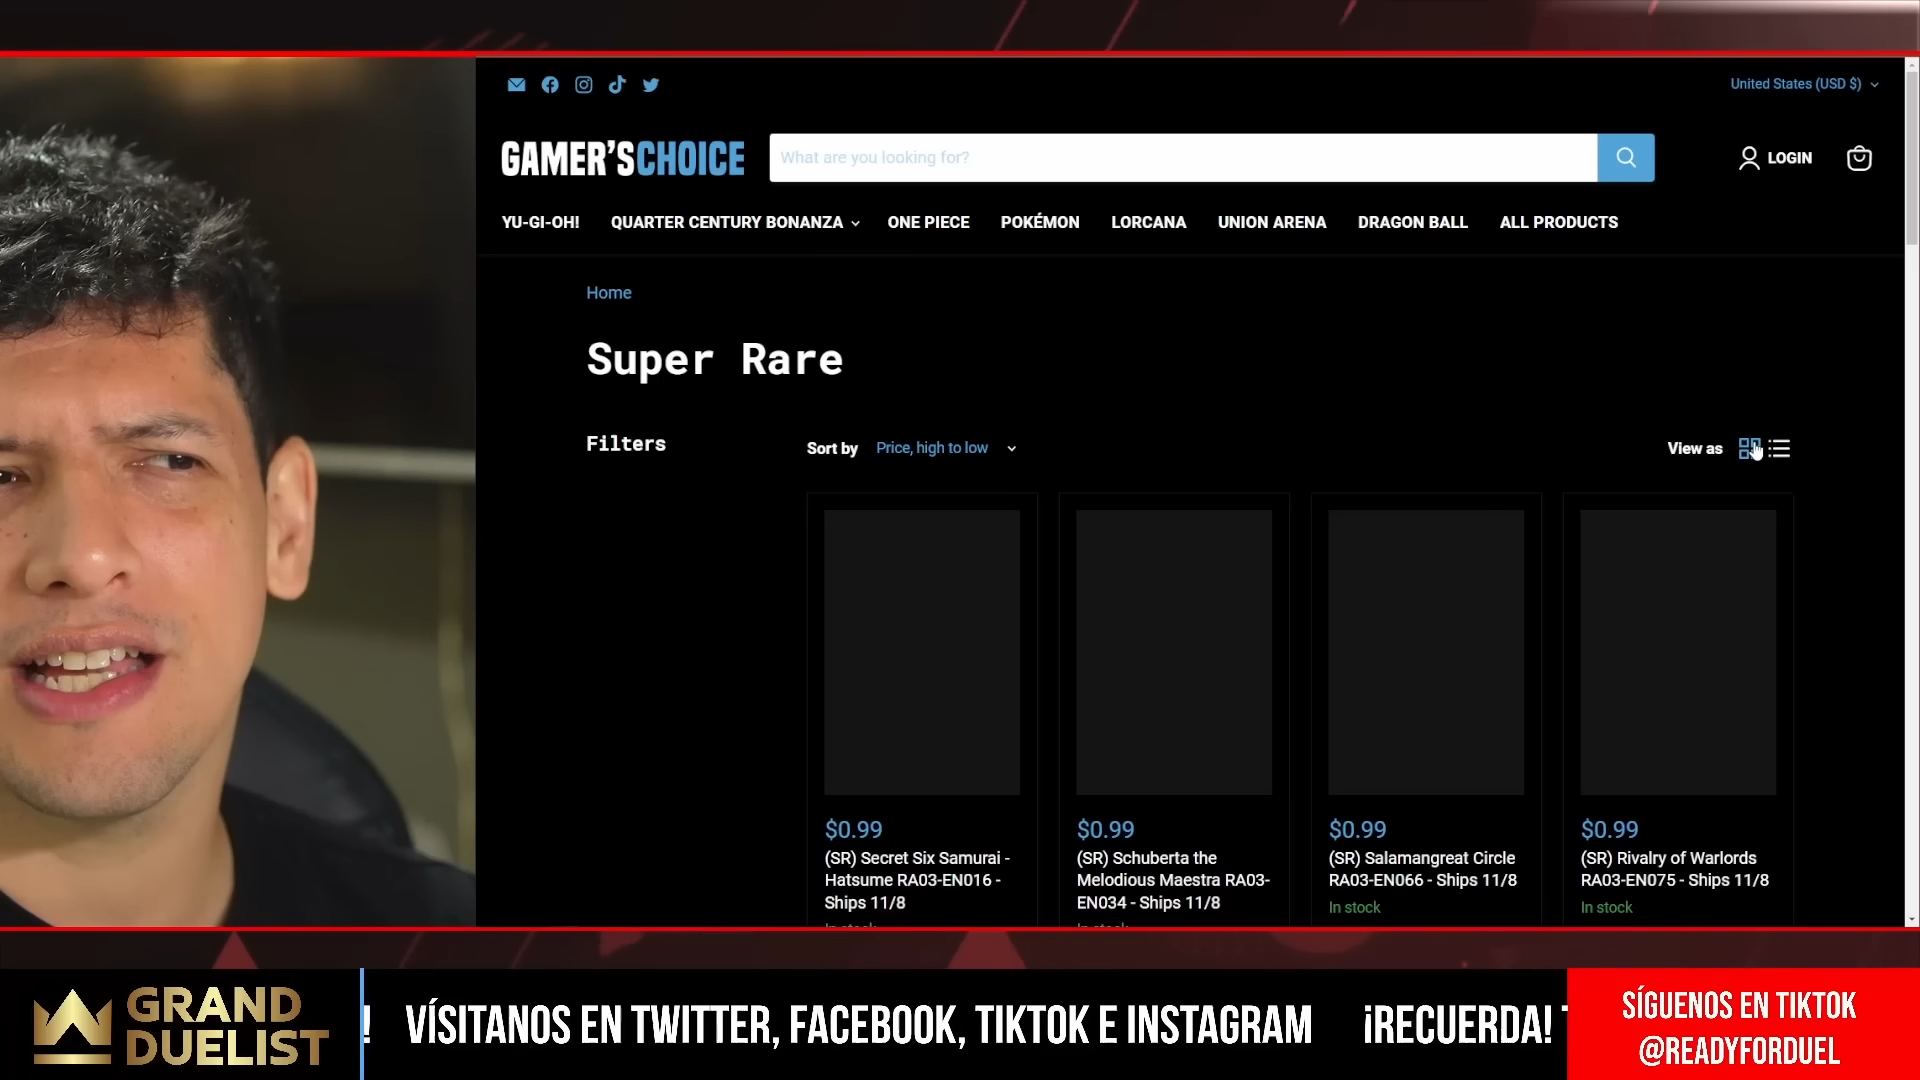 United States (USD $)
GAMER'SCHOICE
What are you looking for?
LOGIN
YU-GI-OH!
QUARTER CENTURY BONANZA
ONE PIECE
POKÉMON
LORCANA
UNION ARENA
DRAGON BALL
ALL PRODUCTS
Home
Super Rare
Filters
Sort by
Price, high to low
View as
$0.99
(SR) Secret Six Samurai -
Hatsume RA03-EN016 -
Ships 11/8
In stock
$0.99
(SR) Schuberta the
Melodious Maestra RA03-
EN034 - Ships 11/8
In stock
$0.99
(SR) Salamangreat Circle
RA03-EN066 - Ships 11/8
In stock
$0.99
(SR) Rivalry of Warlords
RA03-EN075 - Ships 11/8
In stock
GRAND
DUELIST
! VÍSITANOS EN TWITTER, FACEBOOK, TIKTOK E INSTAGRAM ¡RECUERDA!
SÍGUENOS EN TIKTOK
@READYFORDUEL